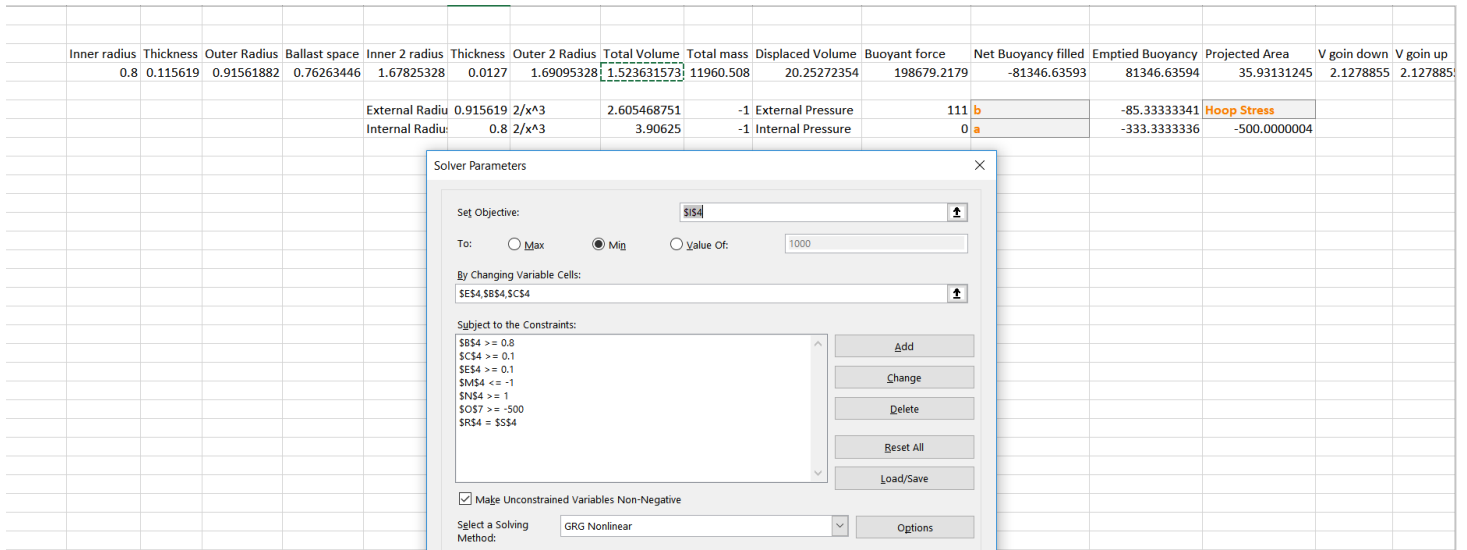 Inner radius Thickness Outer Radius Ballast space Inner 2 radius Thickness Outer 2 Radius Total Volume Total mass Displaced Volume Buoyant force Net Buoyancy filled Emptied Buoyancy Projected Area V goin down V goin up
0.8 0.115619 0.91561882 0.76263446 1.67825328 0.0127 1.69095328 1.523631573 11960.508 20.25272354 198679.2179 -81346.63593 81346.63594 35.93131245 2.1278855 2.127885
External Radiu 0.915619 2/x^3 2.605468751 -1 External Pressure 111 b -85.33333341 Hoop Stress
Internal Radiu 0.8 2/x^3 3.90625 -1 Internal Pressure 0 a -333.3333336 -500.0000004
Solver Parameters
Set Objective: $I$4
To: Max Min Value Of: 1000
By Changing Variable Cells:
$E$4,$B$4,$C$4
Subject to the Constraints:
$B$4 >= 0.8
$C$4 >= 0.1
$E$4 >= 0.1
$M$4 <= -1
$N$4 >= 1
$O$7 >= -500
$R$4 = $S$4
Add
Change
Delete
Reset All
Load/Save
Make Unconstrained Variables Non-Negative
Select a Solving Method: GRG Nonlinear Options